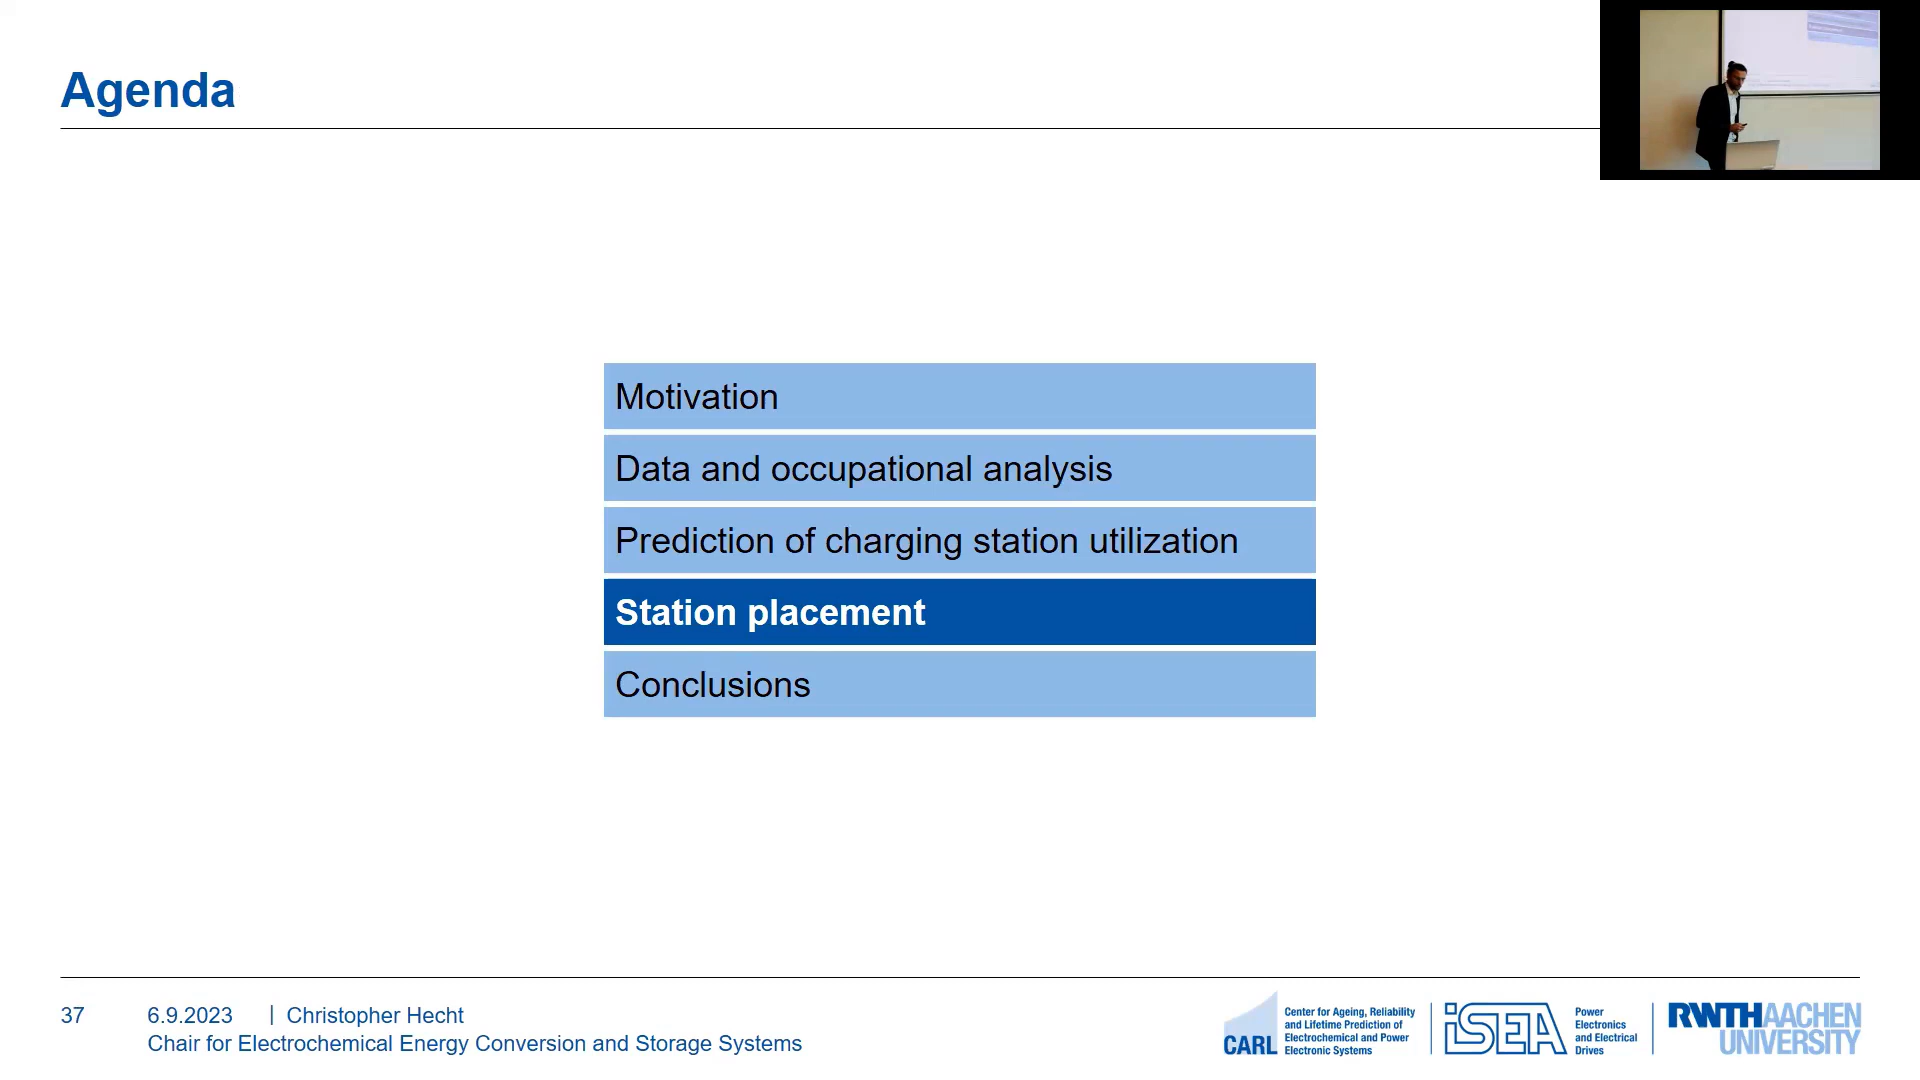 Agenda
Motivation
Data and occupational analysis
Prediction of charging station utilization
Station placement
Conclusions
37 6.9.2023 | Christopher Hecht
Chair for Electrochemical Energy Conversion and Storage Systems
CARL
Center for Ageing, Reliability
and Lifetime Prediction of
Electrochemical and Power
Electronic Systems
iSEA
Power
Electronics
and Electrical
Drives
RWTH AACHEN
UNIVERSITY